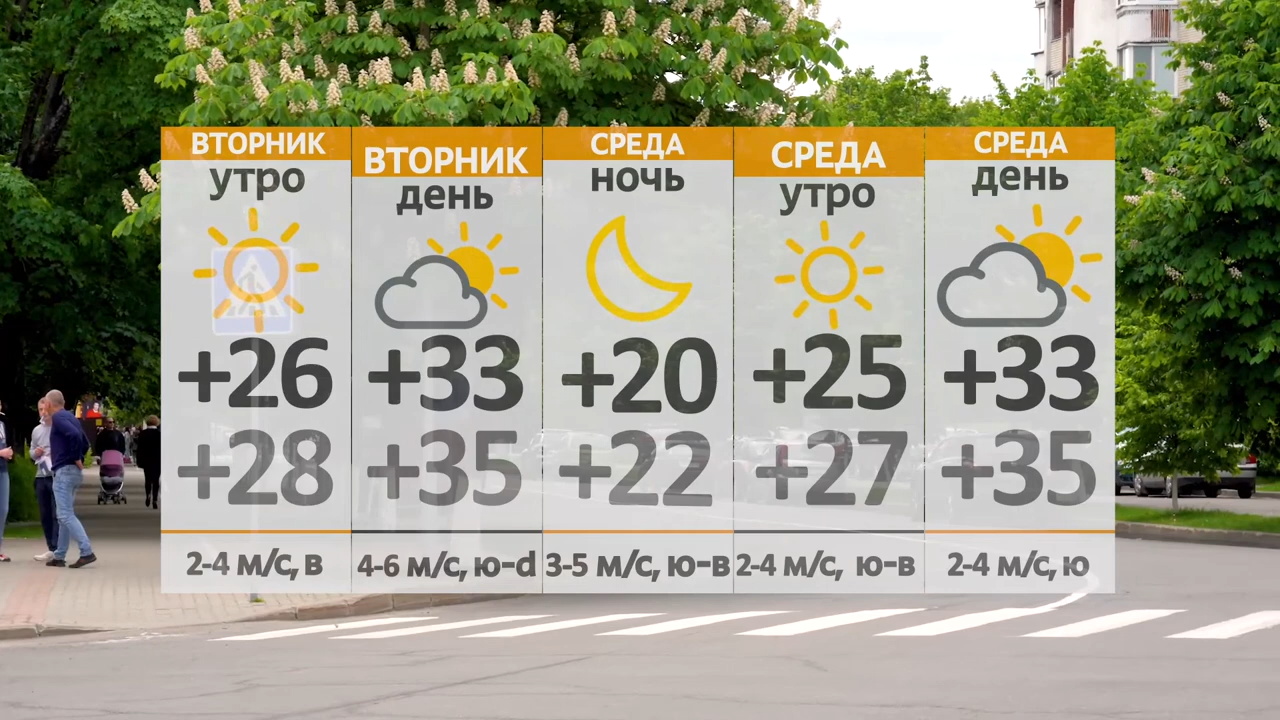 ВТОРНИК
утро
+26
+28
2-4 м/с, в
ВТОРНИК
день
+33
+35
4-6 м/с, ю-d
СРЕДА
ночь
+20
+22
3-5 м/с, ю-в
СРЕДА
утро
+25
+27
2-4 м/с, ю-в
СРЕДА
день
+33
+35
2-4 м/с, ю